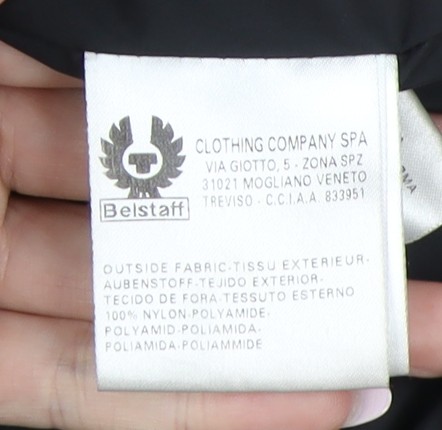 CLOTHING COMPANY SPA
VIA GIOTTO, 5 - ZONA SPZ
31021 MOGLIANO VENETO
TREVISO - C.C.I.A.A. 833951
Belstaff
OUTSIDE FABRIC-TISSU EXTERIEUR-
AUBENSTOFF-TEJIDO EXTERIOR-
TECIDO DE FORA-TESSUTO ESTERNO
100% NYLON-POLYAMIDE-
POLYAMID-POLIAMIDA-
POLIAMIDA-POLIAMMIDE